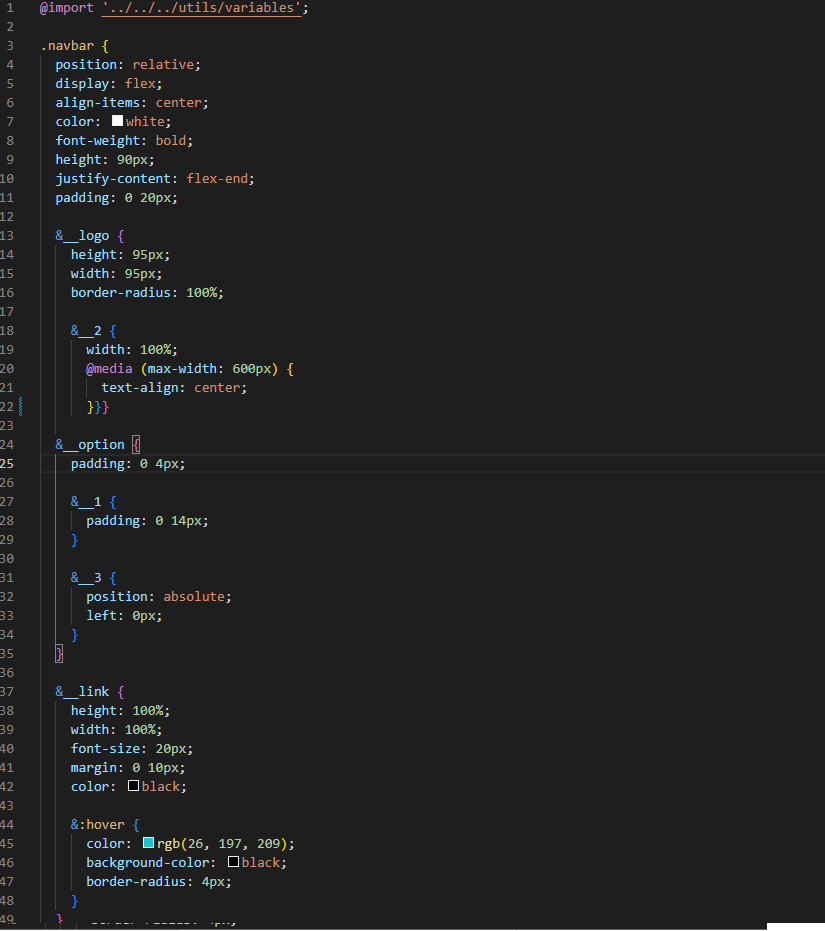 1 @import '../../../utils/variables';
2
3 .navbar {
4 position: relative;
5 display: flex;
6 align-items: center;
7 color: white;
8 font-weight: bold;
9 height: 90px;
10 justify-content: flex-end;
11 padding: 0 20px;
12
13 &__logo {
14 height: 95px;
15 width: 95px;
16 border-radius: 100%;
17
18 &__2 {
19 width: 100%;
20 @media (max-width: 600px) {
21 text-align: center;
22 }}}
23
24 &__option {
25 padding: 0 4px;
26
27 &__1 {
28 padding: 0 14px;
29 }
30
31 &__3 {
32 position: absolute;
33 left: 0px;
34 }
35 }
36
37 &__link {
38 height: 100%;
39 width: 100%;
40 font-size: 20px;
41 margin: 0 10px;
42 color: black;
43
44 &:hover {
45 color: rgb(26, 197, 209);
46 background-color: black;
47 border-radius: 4px;
48 }
49 }